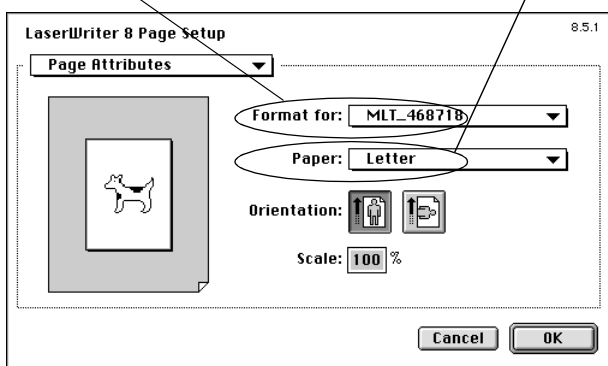 LaserWriter 8 Page Setup
8.5.1
Page Attributes
Format for: MLT_468718
Paper: Letter
Orientation:
Scale: 100 %
Cancel
OK